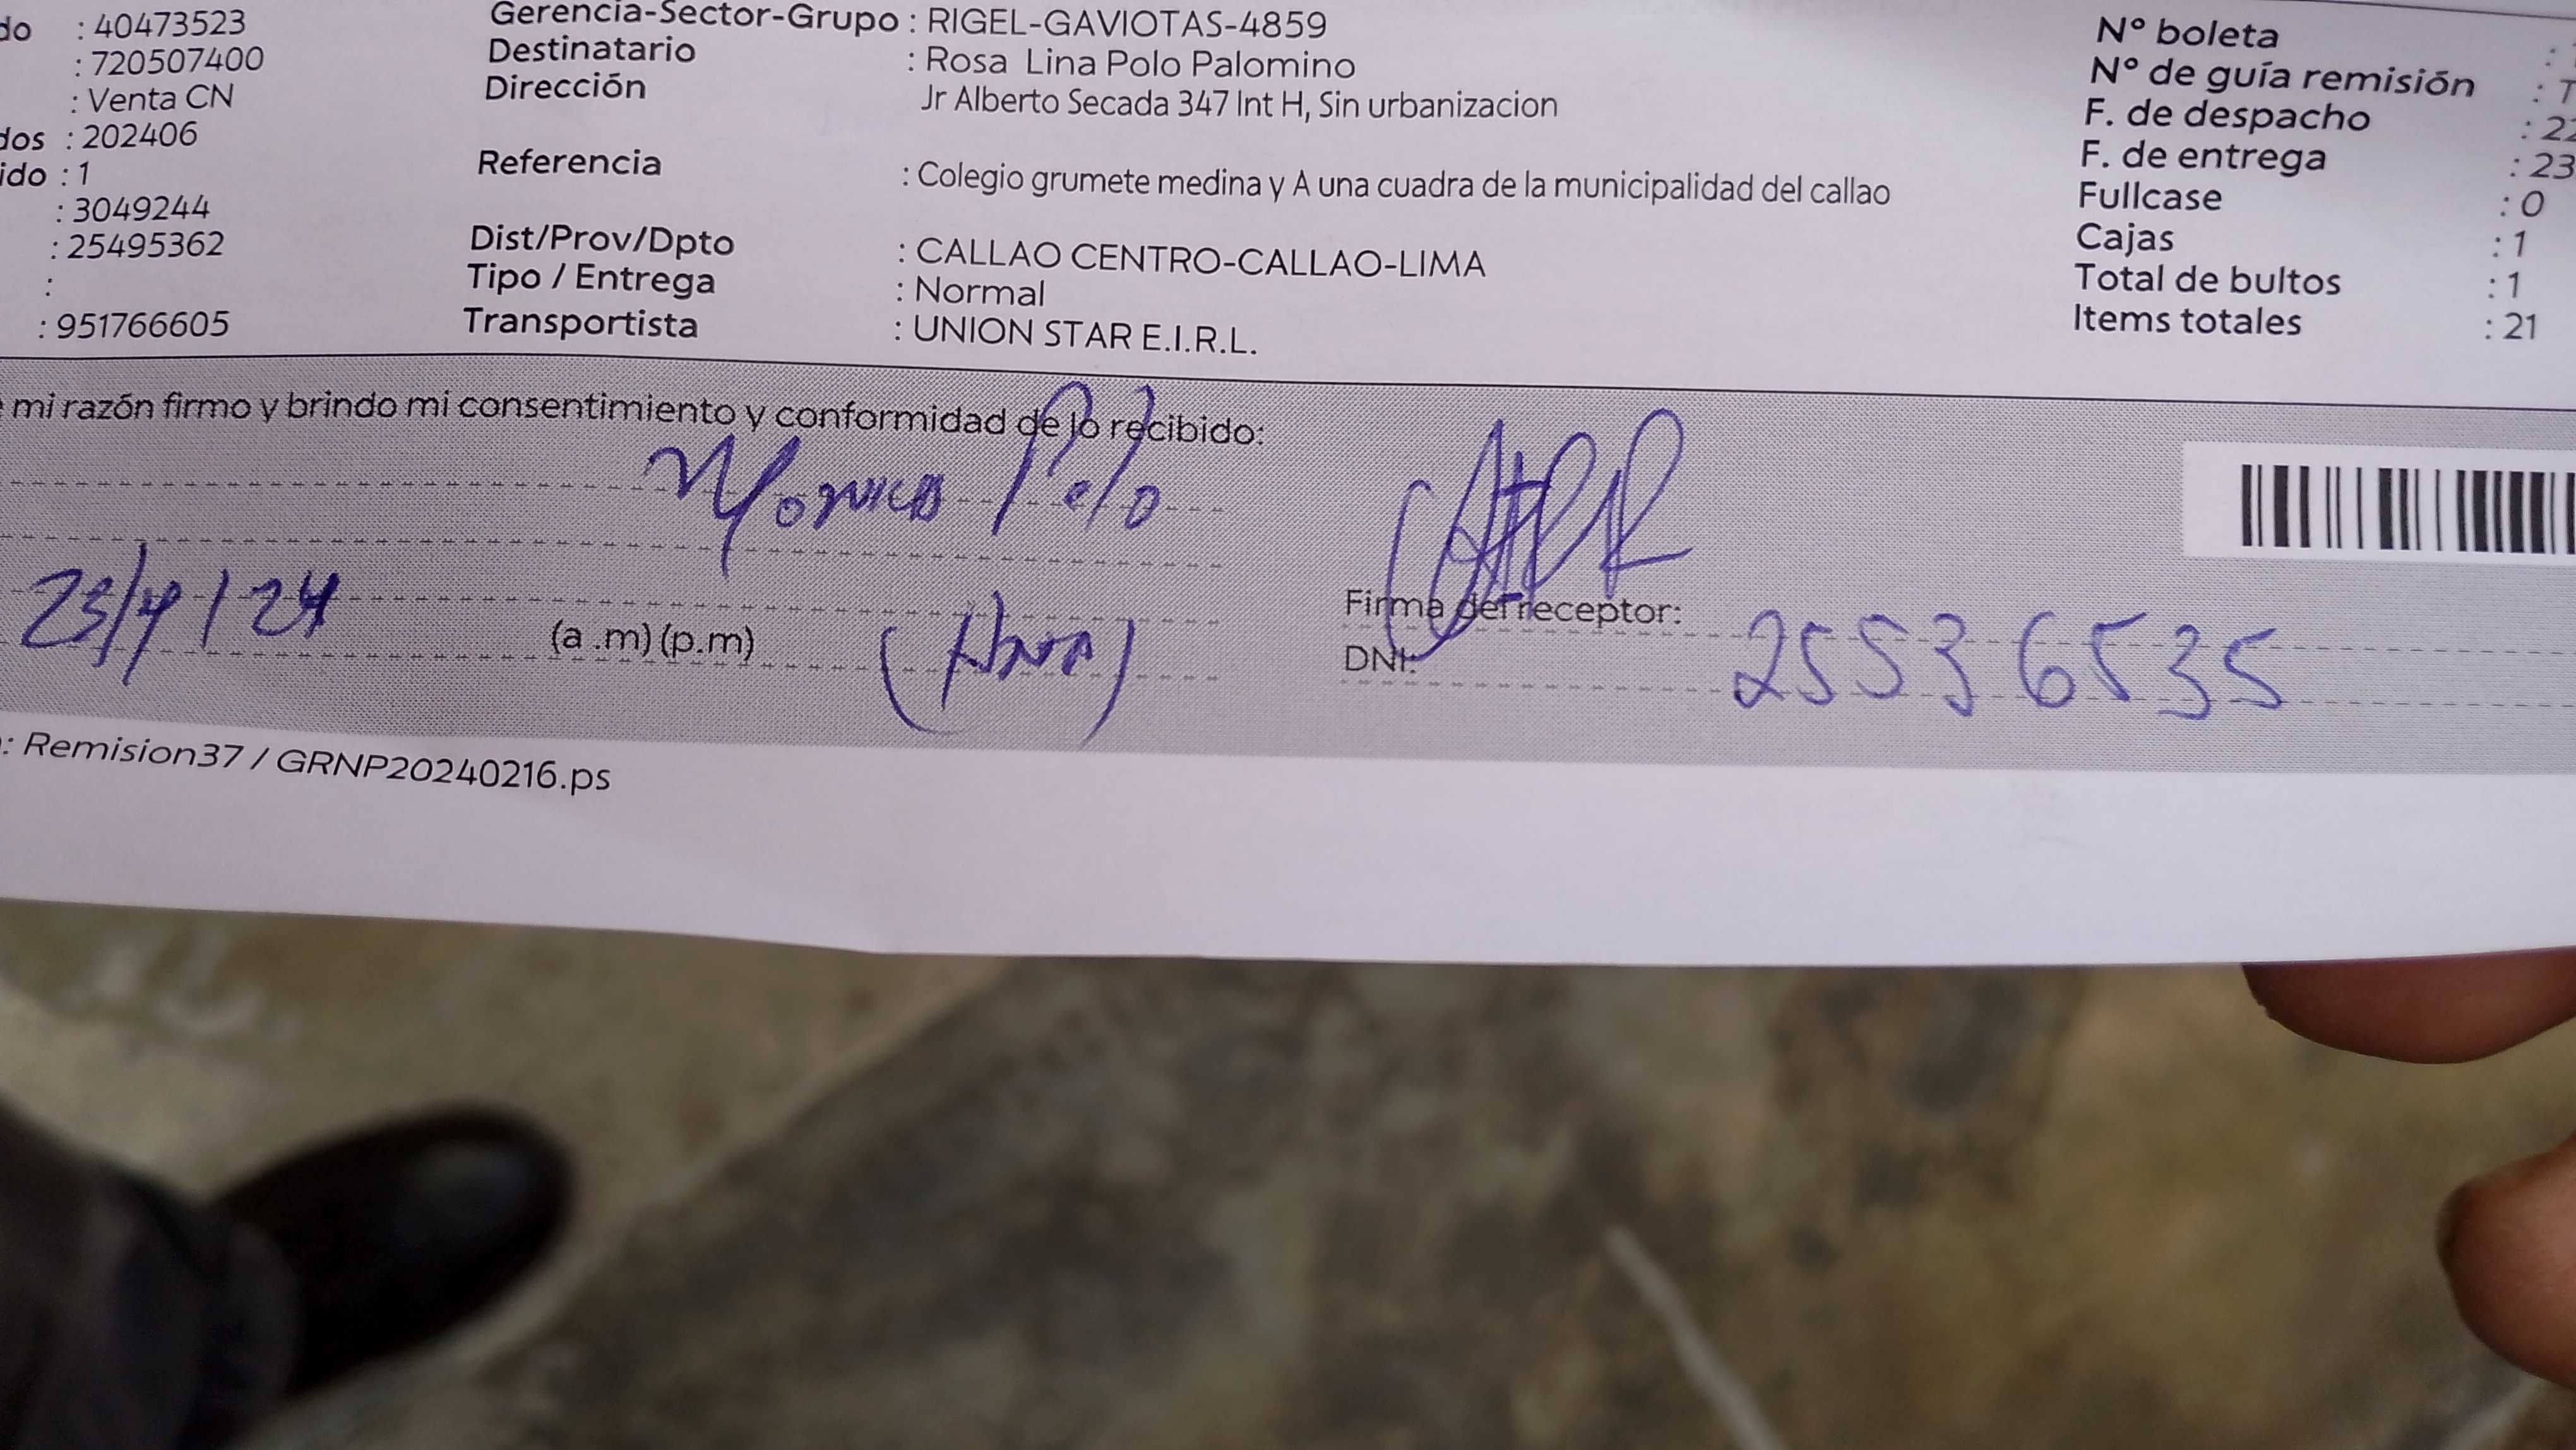 do : 40473523
: 720507400
: Venta CN
dos : 202406
ido : 1
: 3049244
: 25495362
:
: 951766605
Gerencia-Sector-Grupo : RIGEL-GAVIOTAS-4859
Destinatario : Rosa Lina Polo Palomino
Dirección Jr Alberto Secada 347 Int H, Sin urbanizacion
Referencia : Colegio grumete medina y A una cuadra de la municipalidad del callao
Dist/Prov/Dpto : CALLAO CENTRO-CALLAO-LIMA
Tipo / Entrega : Normal
Transportista : UNION STAR E.I.R.L.
Nº boleta :
Nº de guía remisión : T
F. de despacho : 22
F. de entrega : 23
Fullcase : 0
Cajas : 1
Total de bultos : 1
Items totales : 21
mi razón firmo y brindo mi consentimiento y conformidad de lo recibido:
Monica Polo
23/4/24 (a .m) (p.m)
Firma del receptor:
DNI: 25536535
: Remision37 / GRNP20240216.ps